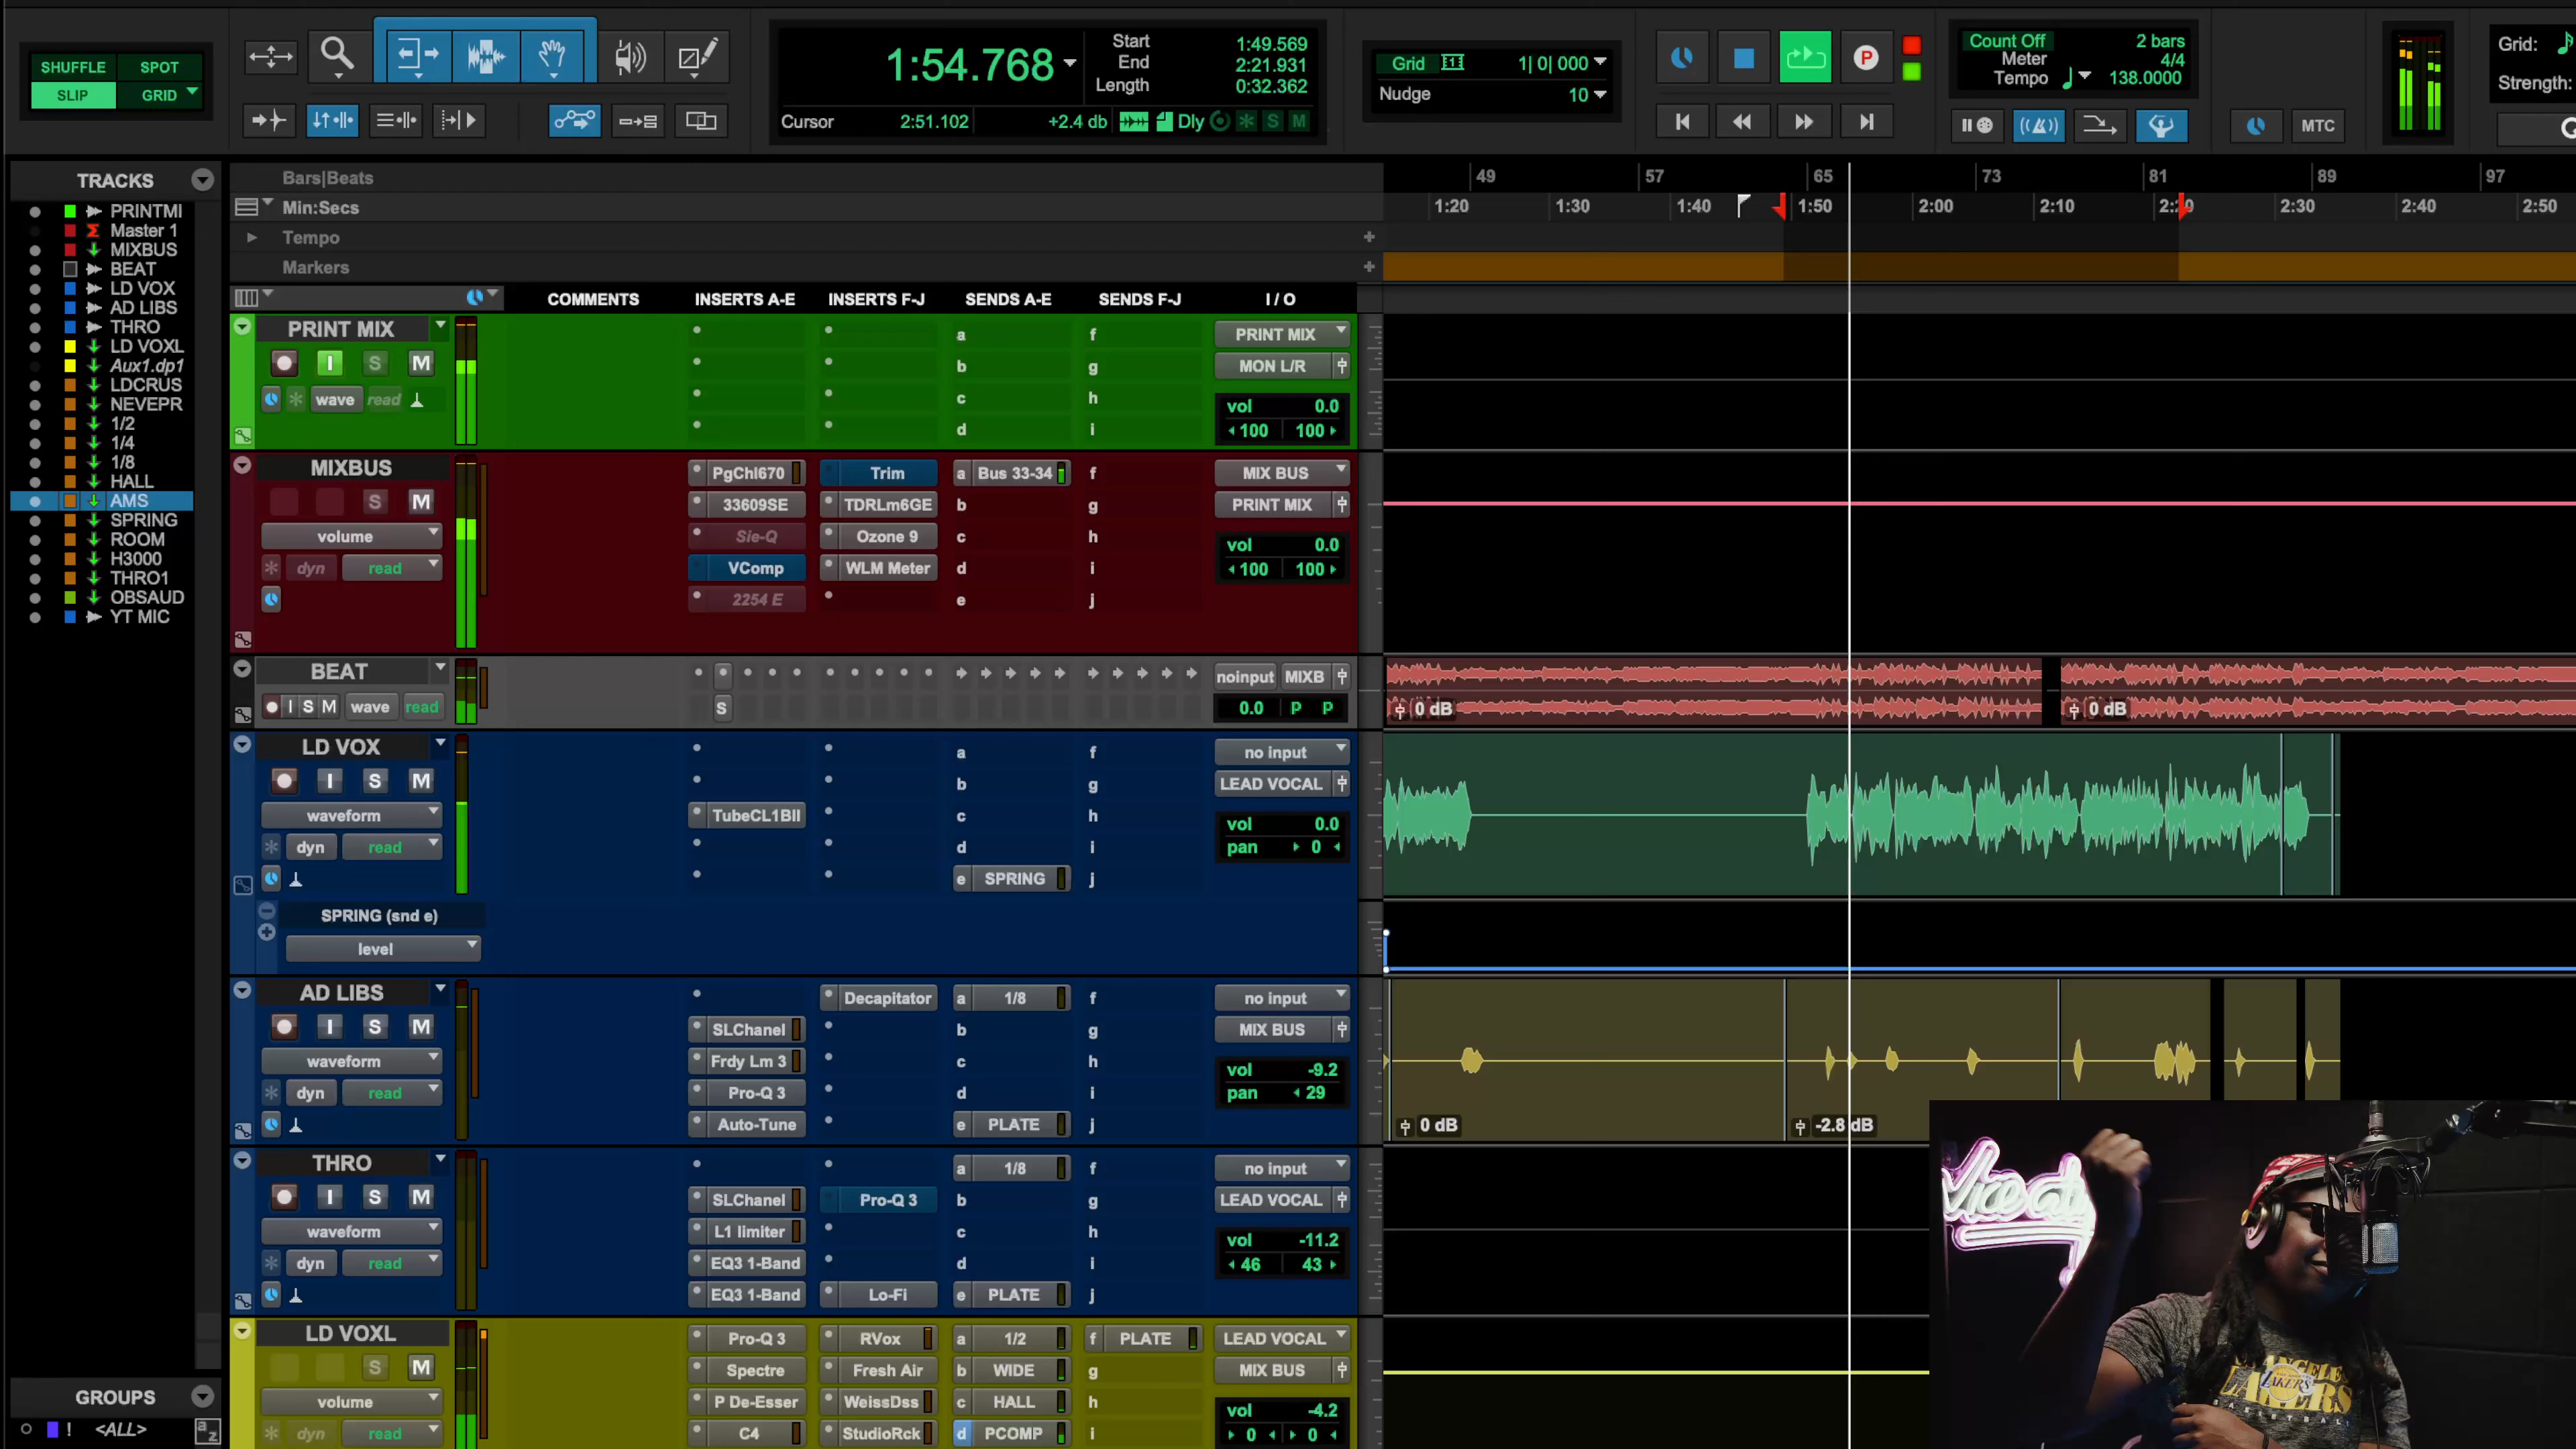 SHUFFLE SPOT
SLIP GRID
1:54.768
Start 1:49.569
End 2:21.931
Length 0:32.362
Cursor 2:51.102 +2.4 db Dly S M
Grid 1| 0| 000
Nudge 10
P
Count Off 2 bars
Meter 4/4
Tempo 138.0000
MTC
Grid:
Strength:
TRACKS
PRINTMI
Master 1
MIXBUS
BEAT
LD VOX
AD LIBS
THRO
LD VOXL
Aux1.dp1
LDCRUS
NEVEPR
1/2
1/4
1/8
HALL
AMS
SPRING
ROOM
H3000
THRO1
OBSAUD
YT MIC
GROUPS
! <ALL> a z
Bars|Beats 49 57 65 73 81 89 97
Min:Secs 1:20 1:30 1:40 1:50 2:00 2:10 2:30 2:40 2:50
Tempo
Markers
COMMENTS INSERTS A-E INSERTS F-J SENDS A-E SENDS F-J I / O
PRINT MIX a f PRINT MIX
I S M b g MON L/R
wave read c h vol 0.0
d i 100 100
MIXBUS PgChl670 Trim a Bus 33-34 f MIX BUS
S M 33609SE TDRLm6GE b g PRINT MIX
volume Sie-Q Ozone 9 c h vol 0.0
dyn read VComp WLM Meter d i 100 100
2254 E e j
BEAT noinput MIXB
I S M wave read S 0.0 P P
0 dB 0 dB
LD VOX a f no input
I S M b g LEAD VOCAL
waveform TubeCL1BII c h vol 0.0
dyn read d i pan 0
e SPRING j
SPRING (snd e)
level
AD LIBS Decapitator a 1/8 f no input
I S M SLChanel b g MIX BUS
waveform Frdy Lm 3 c h vol -9.2
dyn read Pro-Q 3 d i pan 29
Auto-Tune e PLATE j
0 dB -2.8 dB
THRO a 1/8 f no input
I S M SLChanel Pro-Q 3 b g LEAD VOCAL
waveform L1 limiter c h vol -11.2
dyn read EQ3 1-Band d i 46 43
EQ3 1-Band Lo-Fi e PLATE j
LD VOXL Pro-Q 3 RVox a 1/2 f PLATE LEAD VOCAL
S M Spectre Fresh Air b WIDE g MIX BUS
volume P De-Esser WeissDss c HALL h vol -4.2
dyn read C4 StudioRck d PCOMP i 0 0
LAKERS